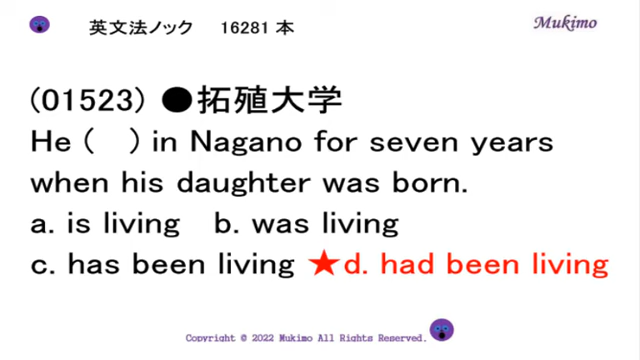 英文法ノック 16281 本 Mukimo
(01523) ●拓殖大学
He ( ) in Nagano for seven years
when his daughter was born.
a. is living b. was living
c. has been living ★d. had been living
Copyright © 2022 Mukimo All Rights Reserved.